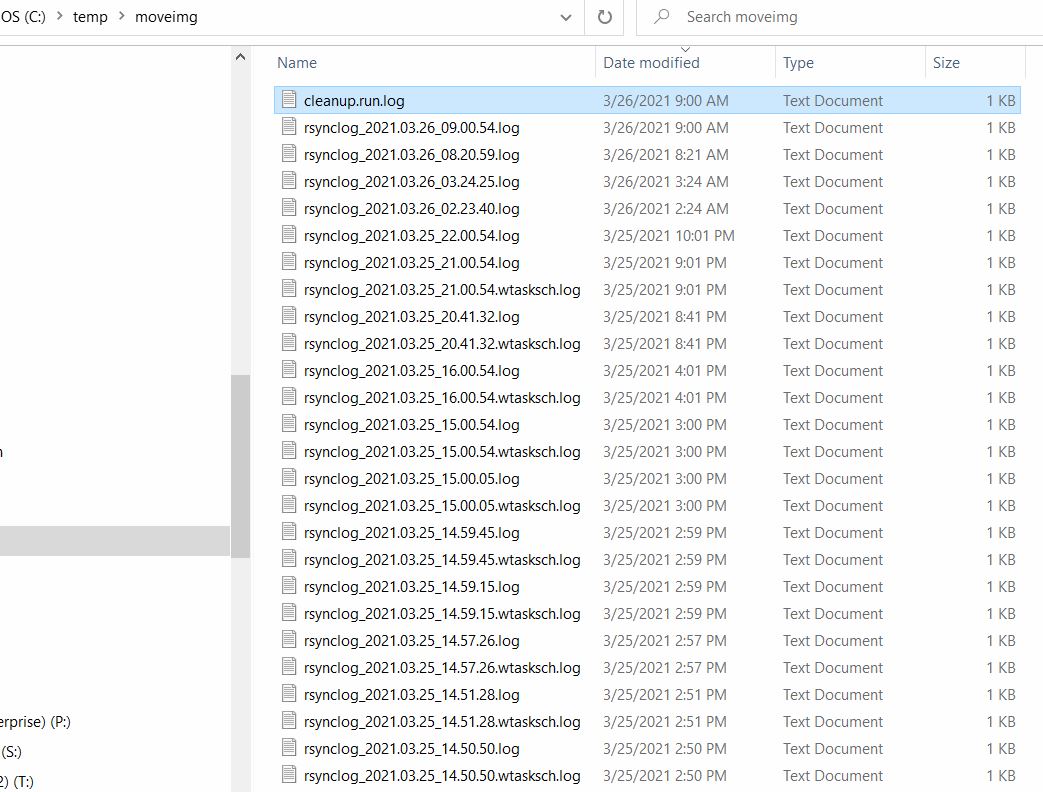 OS (C:) > temp > moveimg
Search moveimg
Name Date modified Type Size
cleanup.run.log 3/26/2021 9:00 AM Text Document 1 KB
rsynclog_2021.03.26_09.00.54.log 3/26/2021 9:00 AM Text Document 1 KB
rsynclog_2021.03.26_08.20.59.log 3/26/2021 8:21 AM Text Document 1 KB
rsynclog_2021.03.26_03.24.25.log 3/26/2021 3:24 AM Text Document 1 KB
rsynclog_2021.03.26_02.23.40.log 3/26/2021 2:24 AM Text Document 1 KB
rsynclog_2021.03.25_22.00.54.log 3/25/2021 10:01 PM Text Document 1 KB
rsynclog_2021.03.25_21.00.54.log 3/25/2021 9:01 PM Text Document 1 KB
rsynclog_2021.03.25_21.00.54.wtasksch.log 3/25/2021 9:01 PM Text Document 1 KB
rsynclog_2021.03.25_20.41.32.log 3/25/2021 8:41 PM Text Document 1 KB
rsynclog_2021.03.25_20.41.32.wtasksch.log 3/25/2021 8:41 PM Text Document 1 KB
rsynclog_2021.03.25_16.00.54.log 3/25/2021 4:01 PM Text Document 1 KB
rsynclog_2021.03.25_16.00.54.wtasksch.log 3/25/2021 4:01 PM Text Document 1 KB
rsynclog_2021.03.25_15.00.54.log 3/25/2021 3:00 PM Text Document 1 KB
rsynclog_2021.03.25_15.00.54.wtasksch.log 3/25/2021 3:00 PM Text Document 1 KB
rsynclog_2021.03.25_15.00.05.log 3/25/2021 3:00 PM Text Document 1 KB
rsynclog_2021.03.25_15.00.05.wtasksch.log 3/25/2021 3:00 PM Text Document 1 KB
rsynclog_2021.03.25_14.59.45.log 3/25/2021 2:59 PM Text Document 1 KB
rsynclog_2021.03.25_14.59.45.wtasksch.log 3/25/2021 2:59 PM Text Document 1 KB
rsynclog_2021.03.25_14.59.15.log 3/25/2021 2:59 PM Text Document 1 KB
rsynclog_2021.03.25_14.59.15.wtasksch.log 3/25/2021 2:59 PM Text Document 1 KB
rsynclog_2021.03.25_14.57.26.log 3/25/2021 2:57 PM Text Document 1 KB
rsynclog_2021.03.25_14.57.26.wtasksch.log 3/25/2021 2:57 PM Text Document 1 KB
rsynclog_2021.03.25_14.51.28.log 3/25/2021 2:51 PM Text Document 1 KB
rsynclog_2021.03.25_14.51.28.wtasksch.log 3/25/2021 2:51 PM Text Document 1 KB
rsynclog_2021.03.25_14.50.50.log 3/25/2021 2:50 PM Text Document 1 KB
rsynclog_2021.03.25_14.50.50.wtasksch.log 3/25/2021 2:50 PM Text Document 1 KB
erprise) (P:)
(S:)
2) (T:)